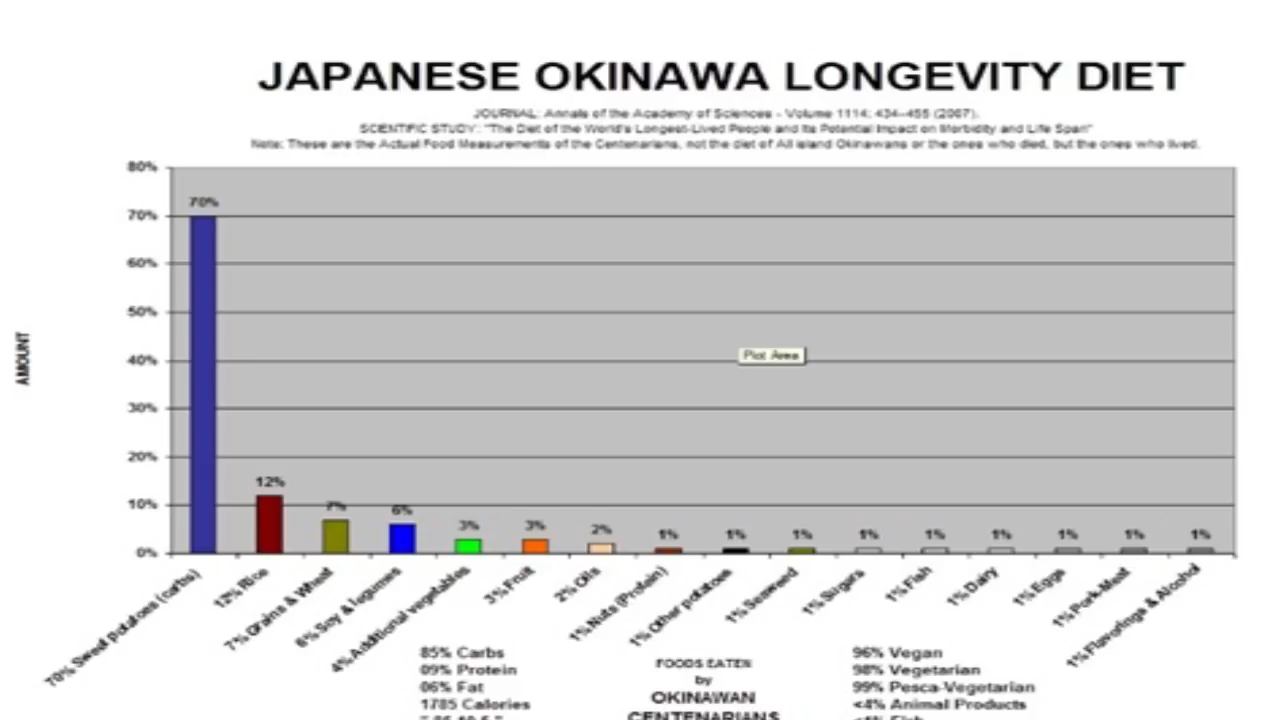 JAPANESE OKINAWA LONGEVITY DIET
JOURNAL: Annals of the Academy of Sciences - Volume 1114: 434–455 (2007).
SCIENTIFIC STUDY: "The Diet of the World's Longest-Lived People and Its Potential Impact on Morbidity and Life Span"
Note: These are the Actual Food Measurements of the Centenarians, not the diet of All island Okinawans or the ones who died, but the ones who lived.
AMOUNT
80%
70%
60%
50%
40%
30%
20%
10%
0%
70%
12%
7%
6%
3%
3%
2%
1%
1%
1%
1%
1%
1%
1%
1%
1%
Plot Area
70% Sweet potatoes (carbs)
12% Rice
7% Grains & Wheat
6% Soy & legumes
4% Additional vegetables
3% Fruit
2% Oils
1% Nuts (Protein)
1% Other potatoes
1% Seaweed
1% Sugars
1% Fish
1% Dairy
1% Eggs
1% Pork-Meat
1% Flavorings & Alcohol
85% Carbs
09% Protein
06% Fat
1785 Calories
FOODS EATEN
by
OKINAWAN
CENTENARIANS
96% Vegan
98% Vegetarian
99% Pesca-Vegetarian
<4% Animal Products
<1% Fish